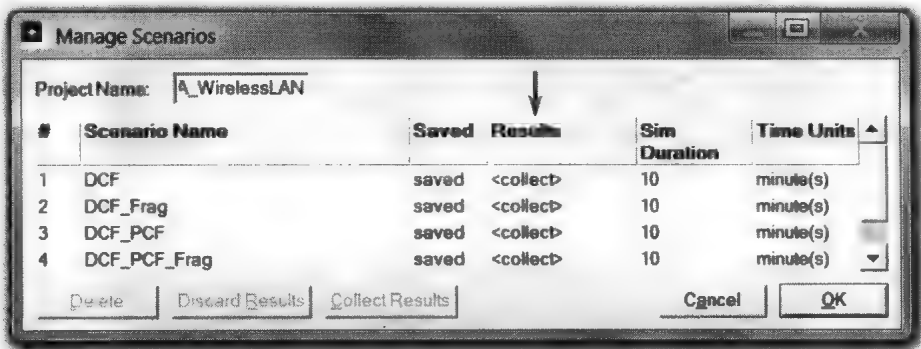 Manage Scenarios
Project Name: A_WirelessLAN
# Scenario Name Saved Results Sim Duration Time Units
1 DCF saved <collect> 10 minute(s)
2 DCF_Frag saved <collect> 10 minute(s)
3 DCF_PCF saved <collect> 10 minute(s)
4 DCF_PCF_Frag saved <collect> 10 minute(s)
Delete Discard Results Collect Results Cancel OK